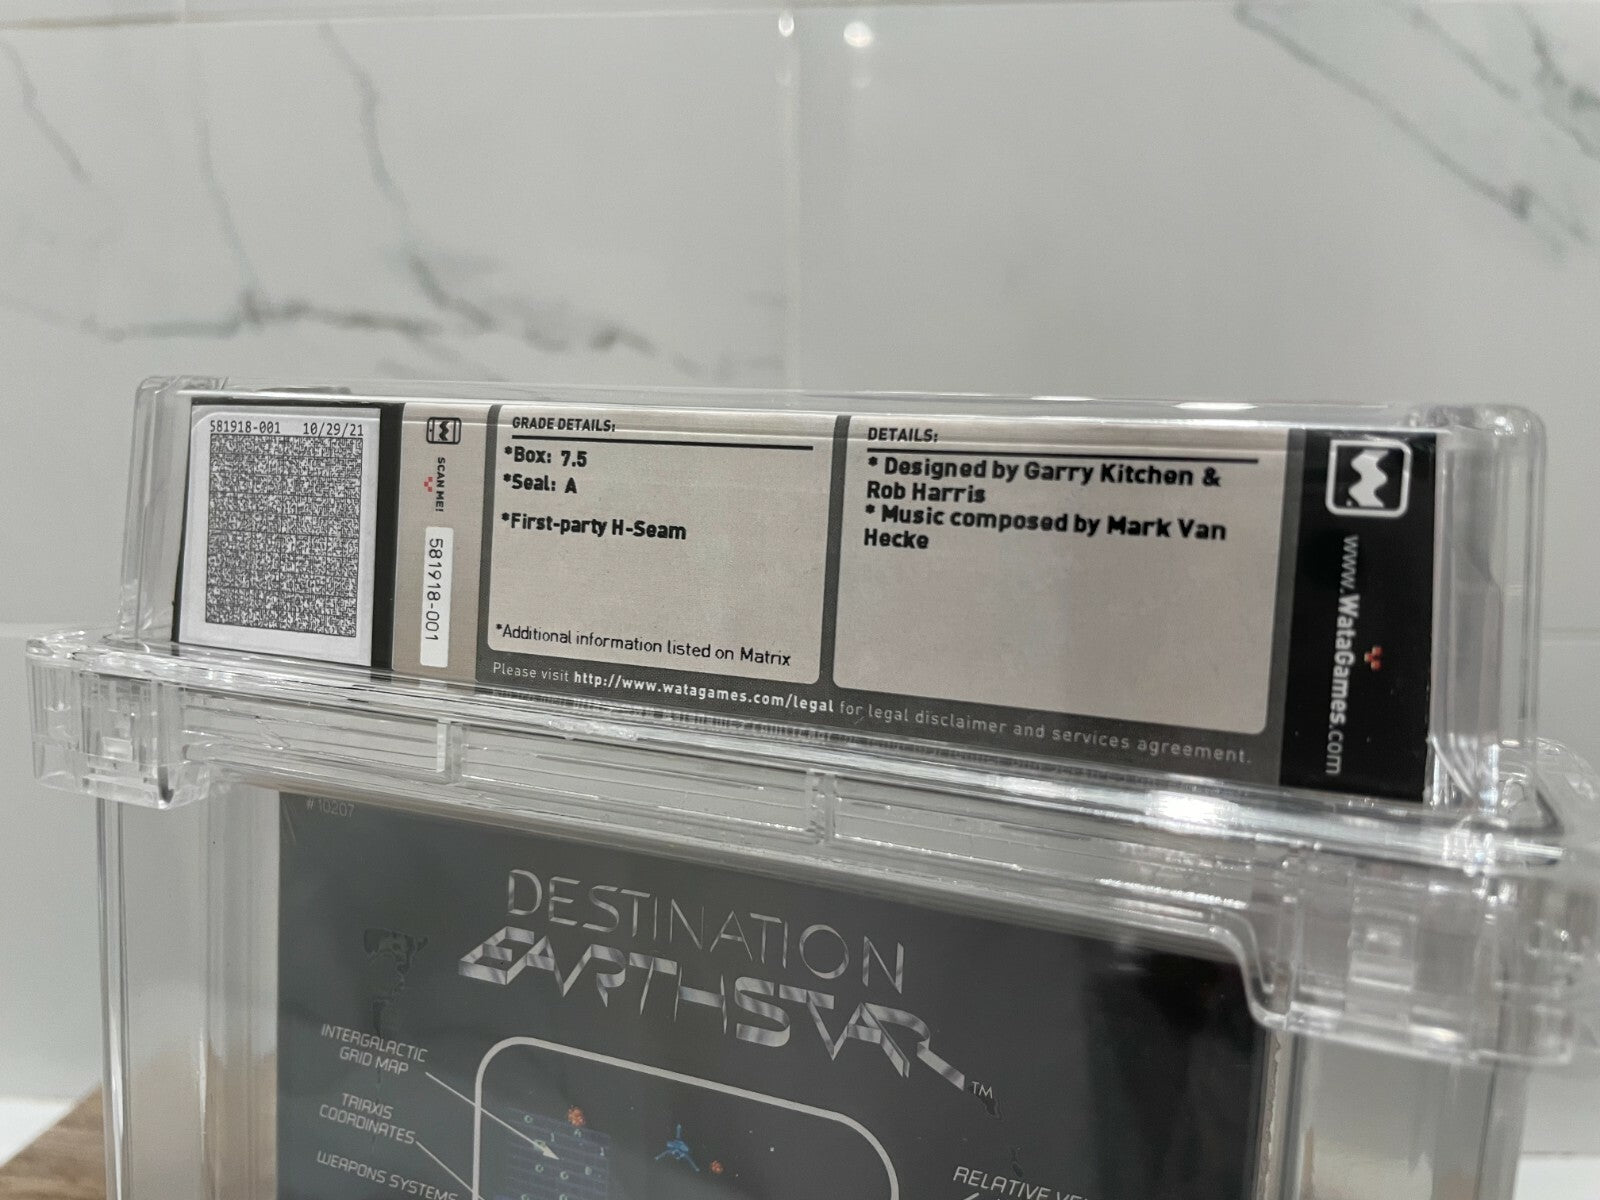 581918-001 10/29/21
SCAN ME!
581918-001
GRADE DETAILS:
*Box: 7.5
*Seal: A
*First-party H-Seam
*Additional information listed on Matrix
DETAILS:
* Designed by Garry Kitchen &
Rob Harris
* Music composed by Mark Van
Hecke
Please visit http://www.watagames.com/legal for legal disclaimer and services agreement.
www.WataGames.com
# 10207
DESTINATION
EARTHSTAR™
INTERGALACTIC
GRID MAP
TRIAXIS
COORDINATES
WEAPONS SYSTEMS
RELATIVE